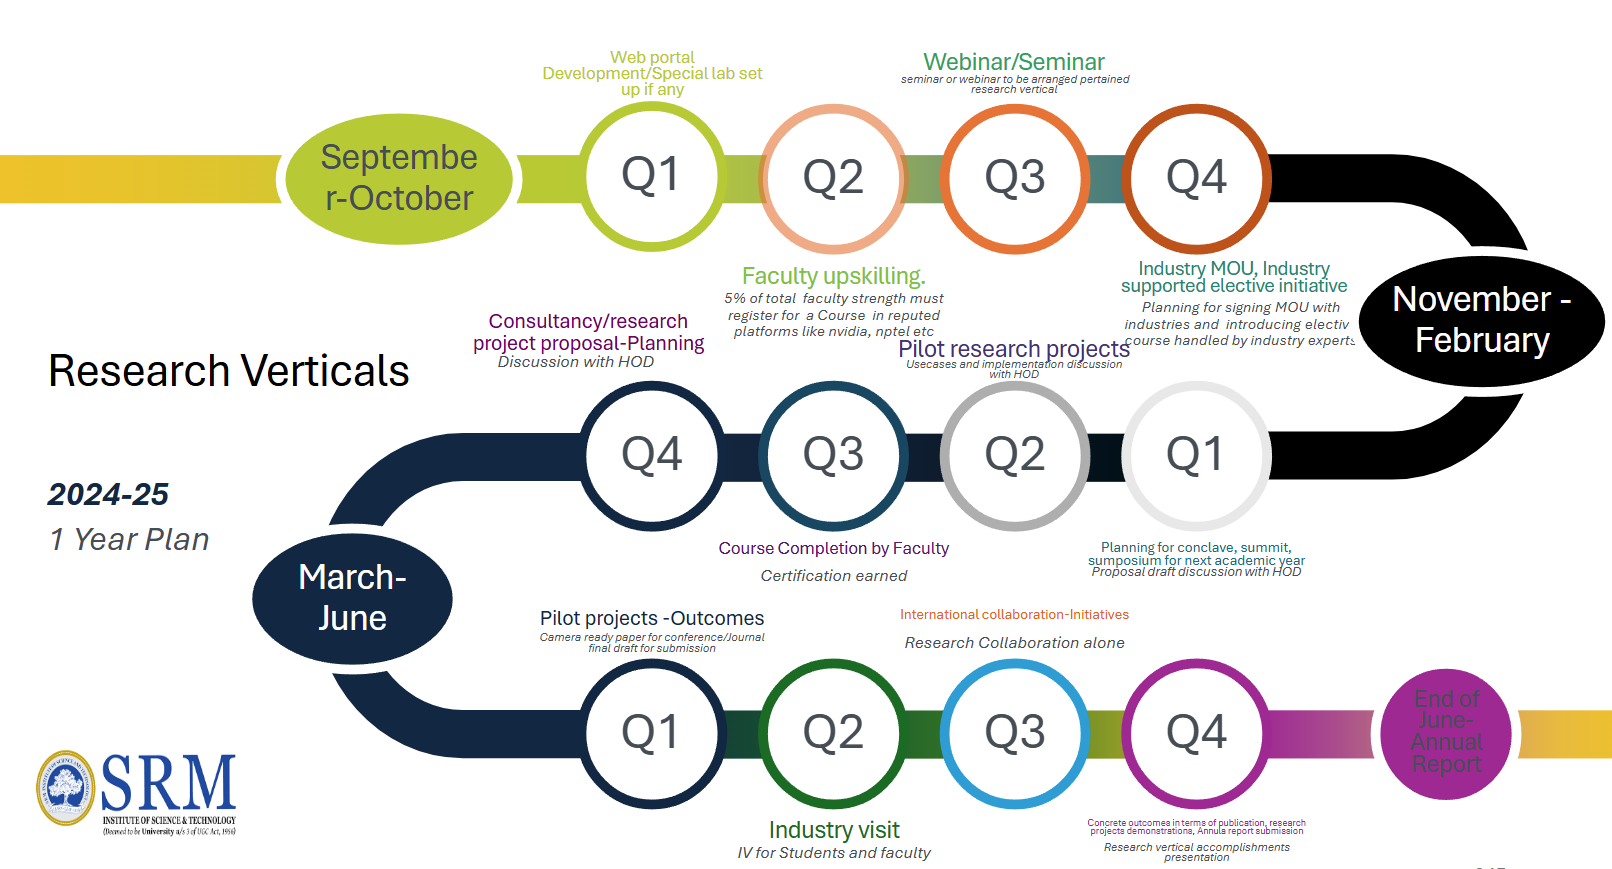 Web portal
Development/Special lab set
up if any
Webinar/Seminar
seminar or webinar to be arranged pertained
research vertical
Septembe
r-October
Q1
Q2
Q3
Q4
Faculty upskilling.
5% of total faculty strength must
register for a Course in reputed
platforms like nvidia, nptel etc
Industry MOU, Industry
supported elective initiative
Planning for signing MOU with
industries and introducing electiv
course handled by industry experts
November -
February
Consultancy/research
project proposal-Planning
Discussion with HOD
Pilot research projects
Usecases and implementation discussion
with HOD
Research Verticals
Q4
Q3
Q2
Q1
2024-25
1 Year Plan
Course Completion by Faculty
Certification earned
Planning for conclave, summit,
sumposium for next academic year
Proposal draft discussion with HOD
March-
June
Pilot projects -Outcomes
Camera ready paper for conference/Journal
final draft for submission
International collaboration-Initiatives
Research Collaboration alone
Q1
Q2
Q3
Q4
End of
June-
Annual
Report
Industry visit
IV for Students and faculty
Concrete outcomes in terms of publication, research
projects demonstrations, Annula report submission
Research vertical accomplishments
presentation
SRM
INSTITUTE OF SCIENCE & TECHNOLOGY
(Deemed to be University u/s 3 of UGC Act, 1956)